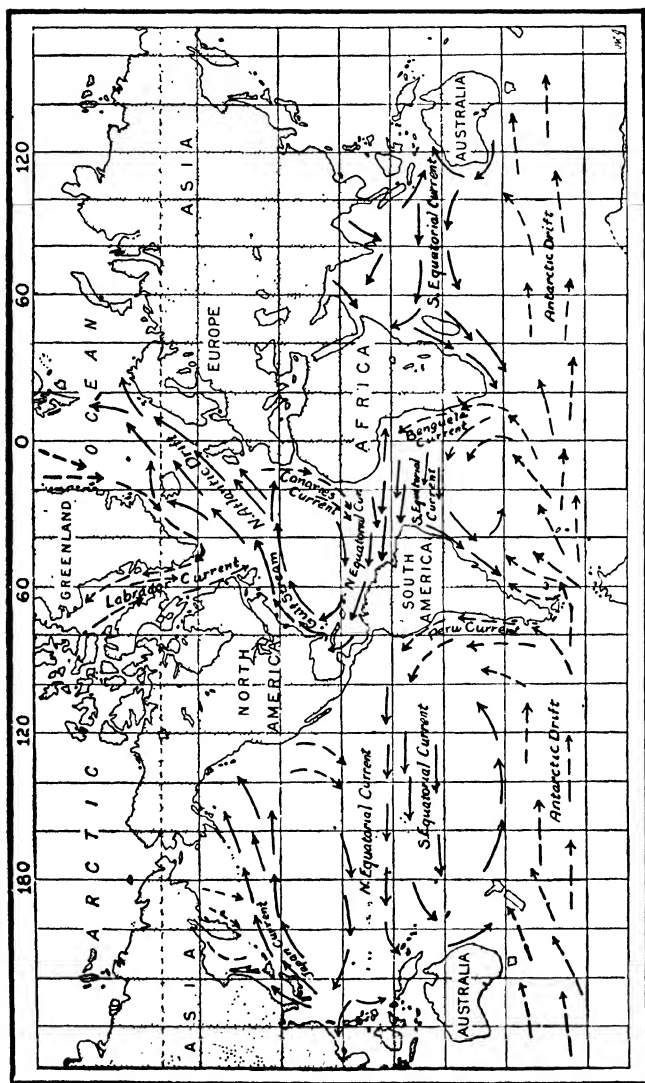 180
120
60
0
60
120
ARCTIC
OCEAN
GREENLAND
ASIA
ASIA
EUROPE
NORTH
AMERICA
Labrador Current
N. Atlantic Drift
Gulf Stream
Canaries
Current
Japan
Current
N. Equatorial Current
N Equatorial Cur
AFRICA
SOUTH
AMERICA
S. Equatorial Current
S. Equatorial
Current
S. Equatorial Current
Peru Current
Benguela
Current
AUSTRALIA
AUSTRALIA
Antarctic Drift
Antarctic Drift